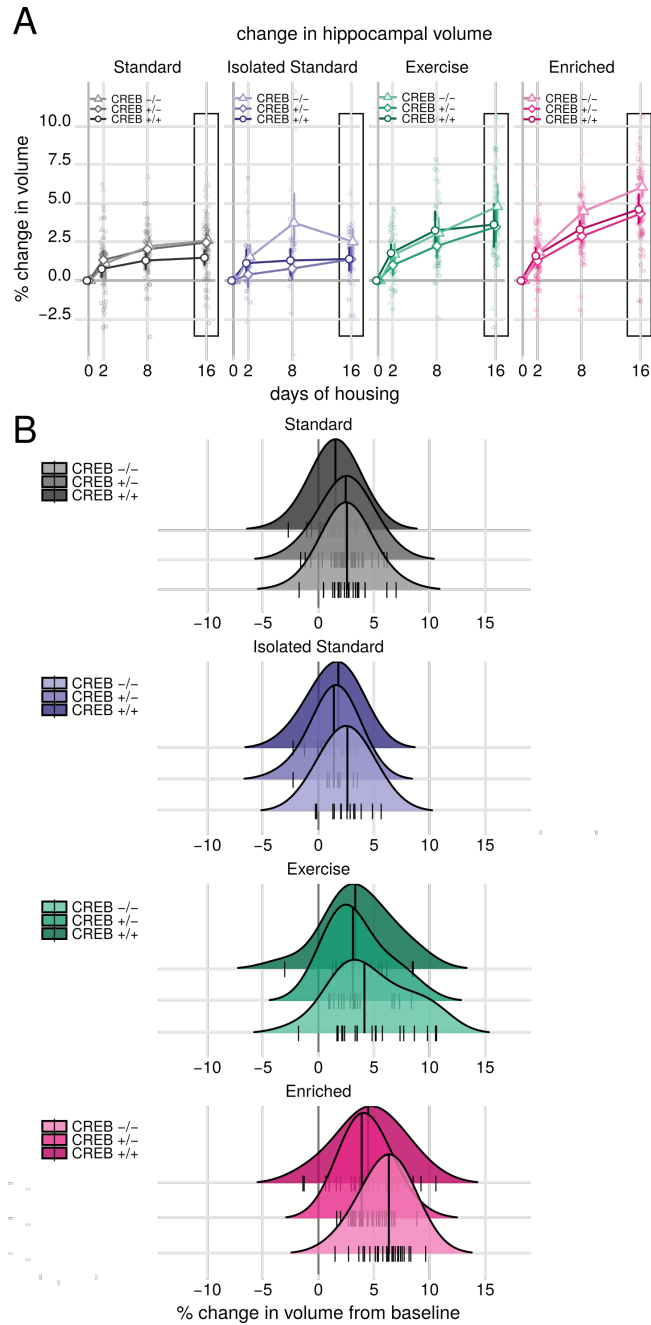 A
change in hippocampal volume
Standard
Isolated Standard
Exercise
Enriched
CREB −/−
CREB +/−
CREB +/+
CREB −/−
CREB +/−
CREB +/+
CREB −/−
CREB +/−
CREB +/+
CREB −/−
CREB +/−
CREB +/+
% change in volume
10.0
7.5
5.0
2.5
0.0
−2.5
0 2 8 16
0 2 8 16
0 2 8 16
0 2 8 16
days of housing
B
Standard
CREB −/−
CREB +/−
CREB +/+
−10 −5 0 5 10 15
Isolated Standard
CREB −/−
CREB +/−
CREB +/+
−10 −5 0 5 10 15
Exercise
CREB −/−
CREB +/−
CREB +/+
−10 −5 0 5 10 15
Enriched
CREB −/−
CREB +/−
CREB +/+
−10 −5 0 5 10 15
% change in volume from baseline